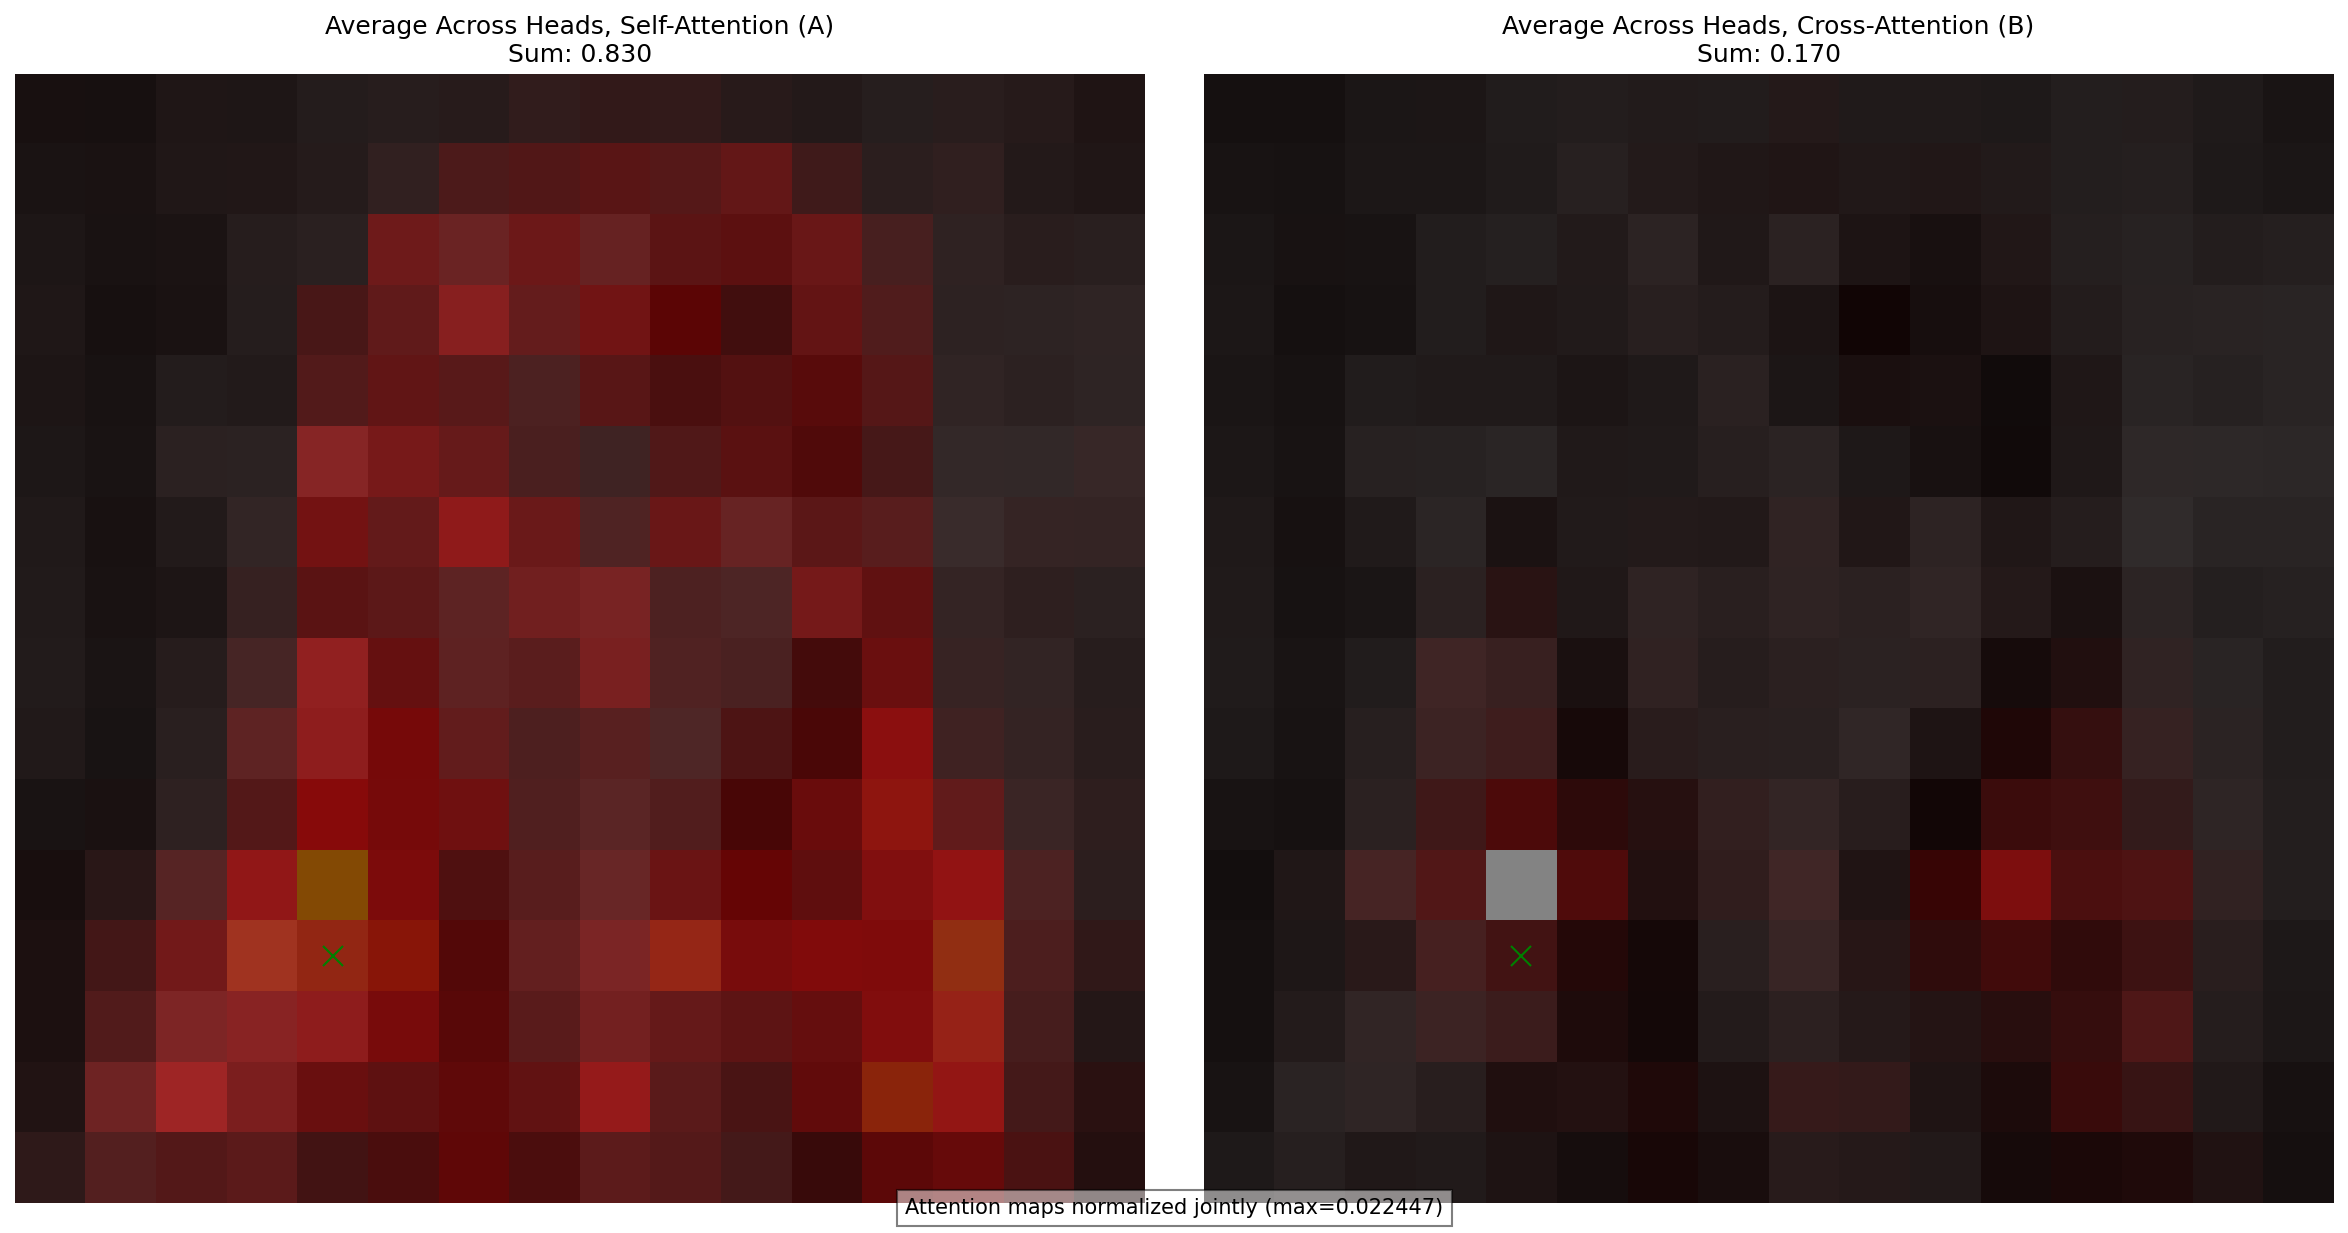 Average Across Heads, Self-Attention (A)
Sum: 0.830
Average Across Heads, Cross-Attention (B)
Sum: 0.170
Attention maps normalized jointly (max=0.022447)